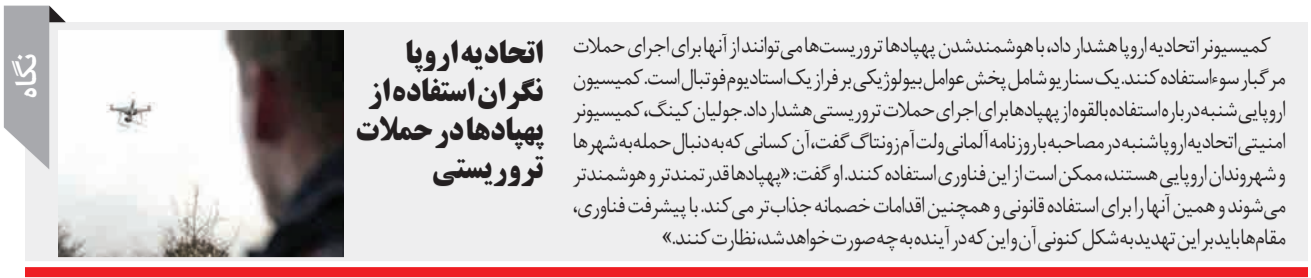 نگاه
اتحادیه اروپا
نگران استفاده از
پهپادها در حملات
تروریستی
کمیسیونر اتحادیه اروپا هشدار داد، با هوشمند شدن پهپادها تروریست‌ها می‌توانند از آنها برای اجرای حملات
مرگبار سوءاستفاده کنند. یک سناریو شامل پخش عوامل بیولوژیکی بر فراز یک استادیوم فوتبال است. کمیسیون
اروپایی شنبه درباره استفاده بالقوه از پهپادها برای اجرای حملات تروریستی هشدار داد. جولیان کینگ، کمیسیونر
امنیتی اتحادیه اروپا شنبه در مصاحبه با روزنامه آلمانی ولت آم زونتاگ گفت، آن کسانی که به دنبال حمله به شهرها
و شهروندان اروپایی هستند، ممکن است از این فناوری استفاده کنند. او گفت: «پهپادها قدرتمندتر و هوشمندتر
می‌شوند و همین آنها را برای استفاده قانونی و همچنین اقدامات خصمانه جذاب‌تر می‌کند. با پیشرفت فناوری،
مقام‌ها باید بر این تهدید به شکل کنونی آن و این که در آینده به چه صورت خواهد شد، نظارت کنند.»